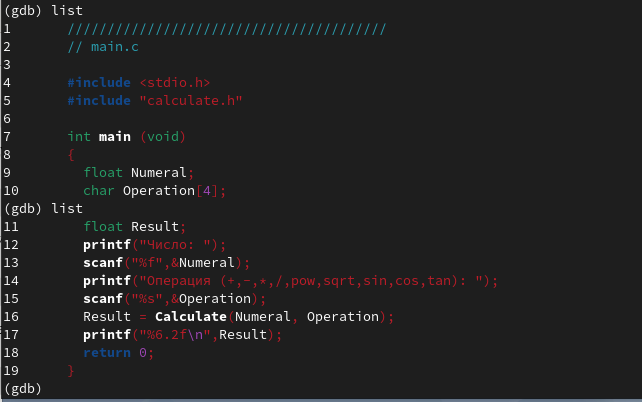 (gdb) list
1       ////////////////////////////////////////
2       // main.c
3
4       #include <stdio.h>
5       #include "calculate.h"
6
7       int main (void)
8       {
9         float Numeral;
10        char Operation[4];
(gdb) list
11        float Result;
12        printf("Число: ");
13        scanf("%f",&Numeral);
14        printf("Операция (+,-,*,/,pow,sqrt,sin,cos,tan): ");
15        scanf("%s",&Operation);
16        Result = Calculate(Numeral, Operation);
17        printf("%6.2f\n",Result);
18        return 0;
19      }
(gdb)